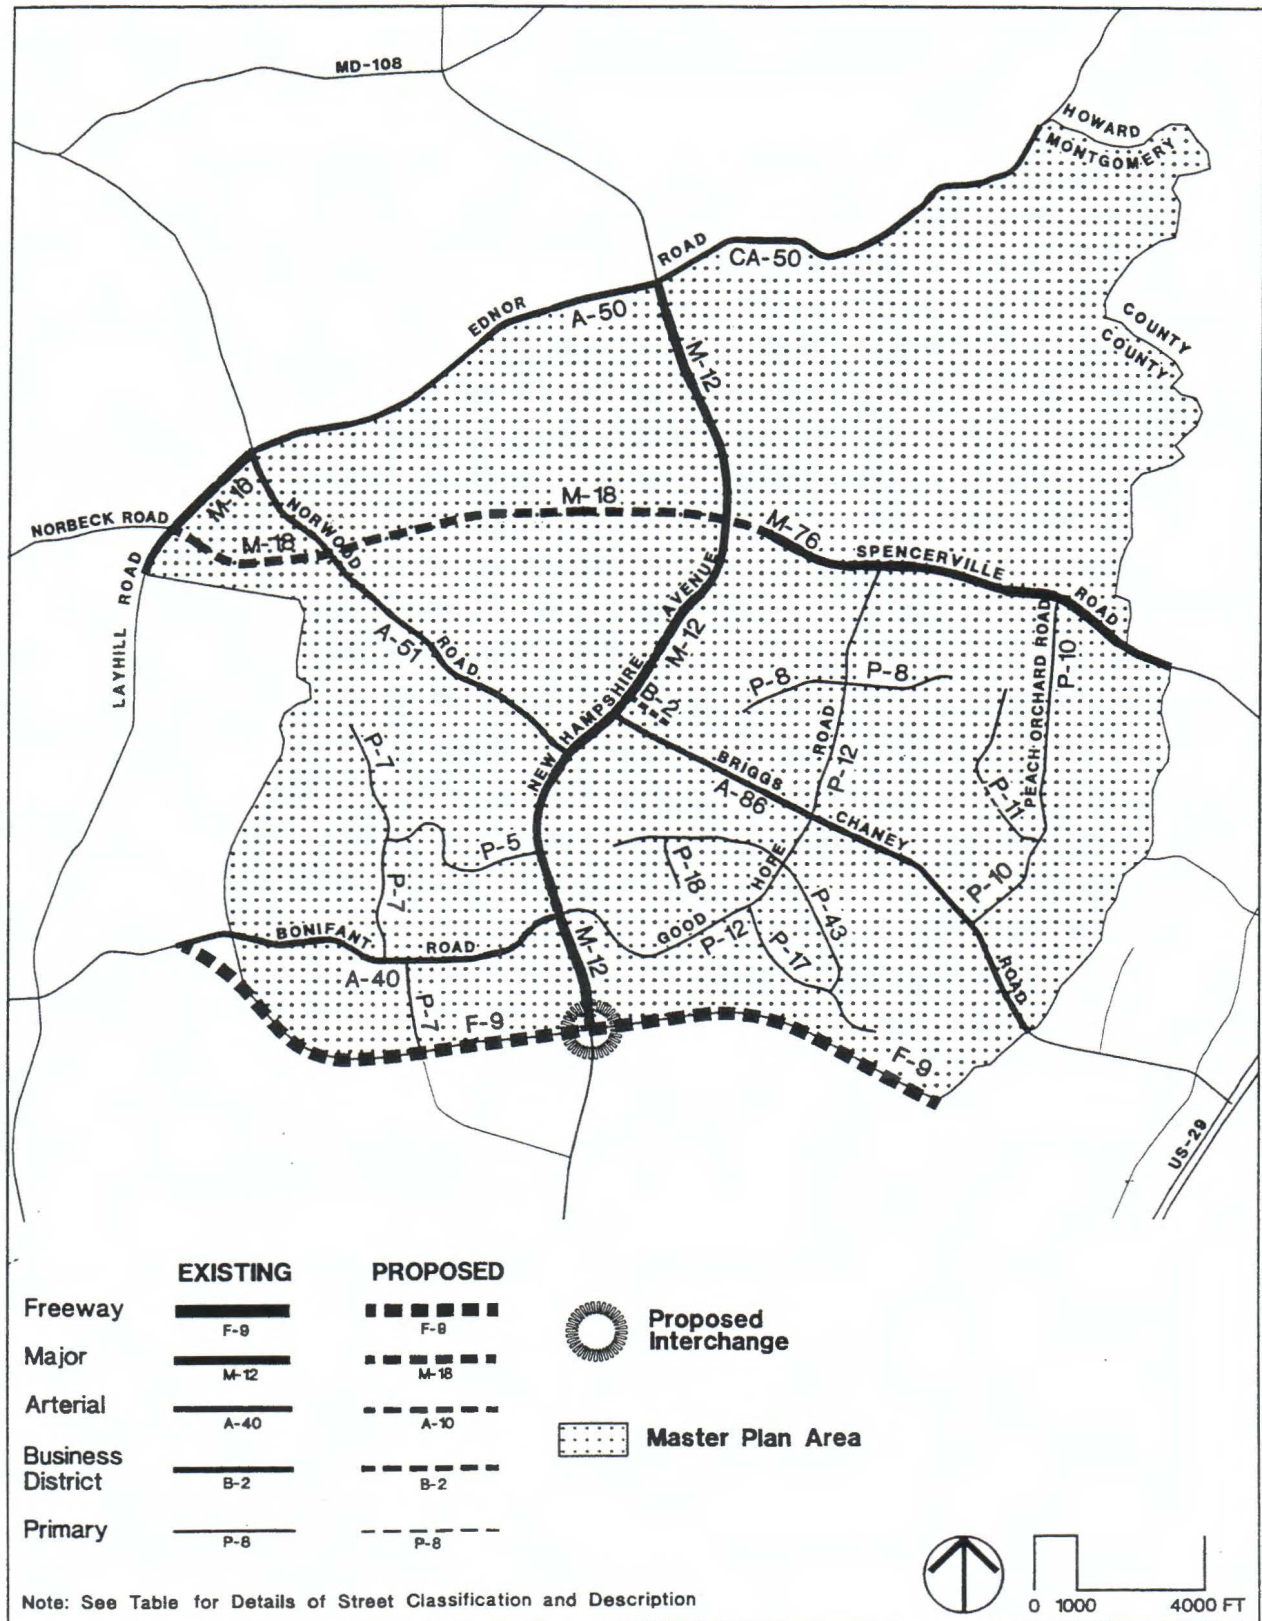 MD-108
HOWARD
MONTGOMERY
ROAD
CA-50
EDNOR
A-50
M-12
COUNTY
COUNTY
M-18
NORBECK ROAD
NORWOOD
M-18
M-18
M-76
SPENCERVILLE
ROAD
LAYHILL ROAD
A-51
ROAD
NEW HAMPSHIRE AVENUE
M-12
B-2
P-8
P-8
PEACH ORCHARD ROAD
P-10
P-7
ROAD
P-12
BRIGGS
A-86
CHANEY
P-11
P-5
P-18
HOPE
P-10
P-7
P-43
BONIFANT
ROAD
GOOD
P-12
M-12
P-17
ROAD
A-40
P-7
F-9
F-9
US-29
EXISTING PROPOSED
Freeway
F-9 F-9
Proposed
Interchange
Major
M-12 M-18
Arterial
A-40 A-10
Master Plan Area
Business
District
B-2 B-2
Primary
P-8 P-8
Note: See Table for Details of Street Classification and Description
0 1000 4000 FT